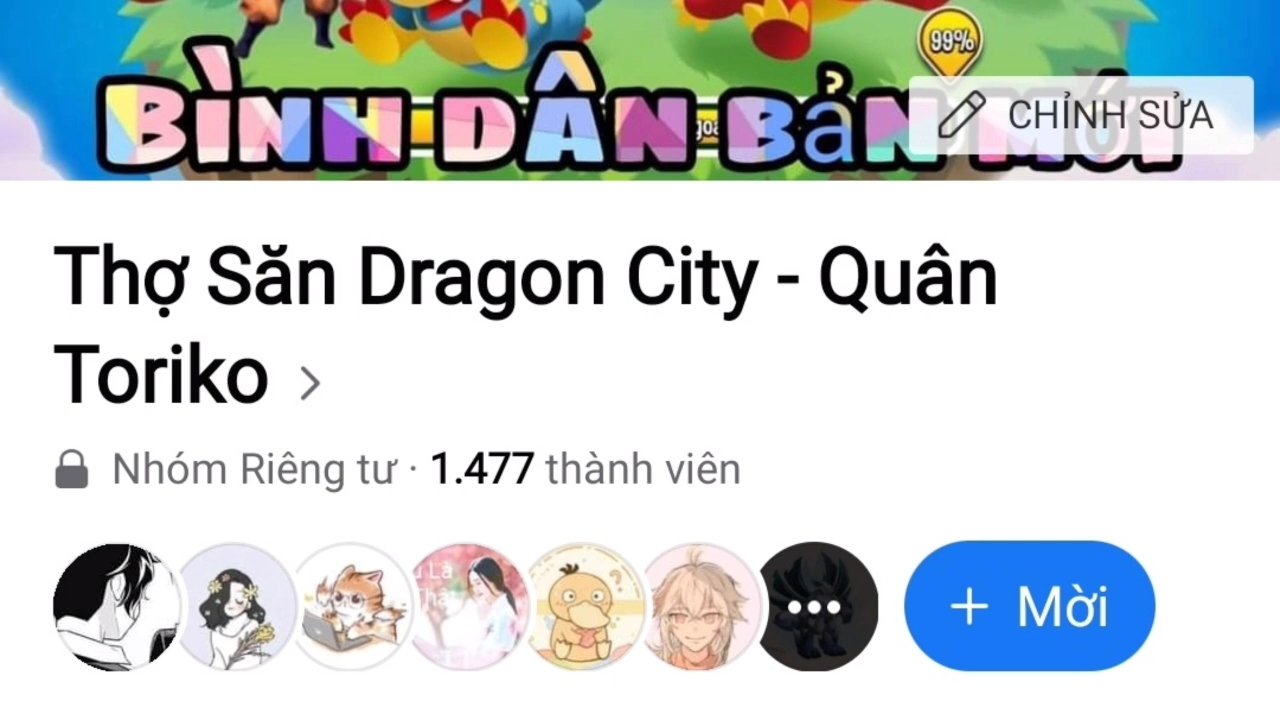 99%
BÌNH DÂN BẢN MỚI
CHỈNH SỬA
Thợ Săn Dragon City - Quân
Toriko
Nhóm Riêng tư · 1.477 thành viên
Mời